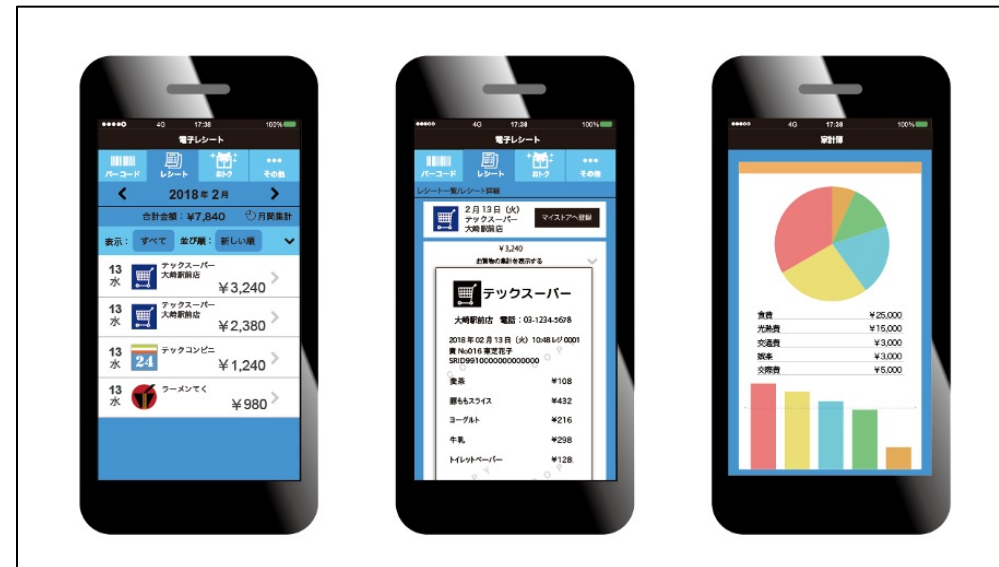 4G 17:38 100%
電子レシート
バーコード レシート おトク その他
2018年2月
合計金額：¥7,840 月間集計
表示： すべて 並び順： 新しい順
13 水 テックスーパー
大崎駅前店
¥3,240
13 水 テックスーパー
大崎駅前店
¥2,380
13 水 24 テックコンビニ
¥1,240
13 水 ラーメンてく
¥980
4G 17:38 100%
電子レシート
バーコード レシート おトク その他
レシート一覧/レシート詳細
2月13日（火）
テックスーパー
大崎駅前店
マイストアへ登録
¥3,240
お買物の集計を表示する
テックスーパー
大崎駅前店 電話：03-1234-5678
2018年02月13日（火）10:48 レジ0001
責No016 東芝花子
SRID9910000000000000
麦茶 ¥108
豚ももスライス ¥432
ヨーグルト ¥216
牛乳 ¥298
トイレットペーパー ¥128
COPY
COPY
4G 17:38 100%
家計簿
食費 ¥25,000
光熱費 ¥15,000
交通費 ¥3,000
娯楽 ¥3,000
交際費 ¥5,000